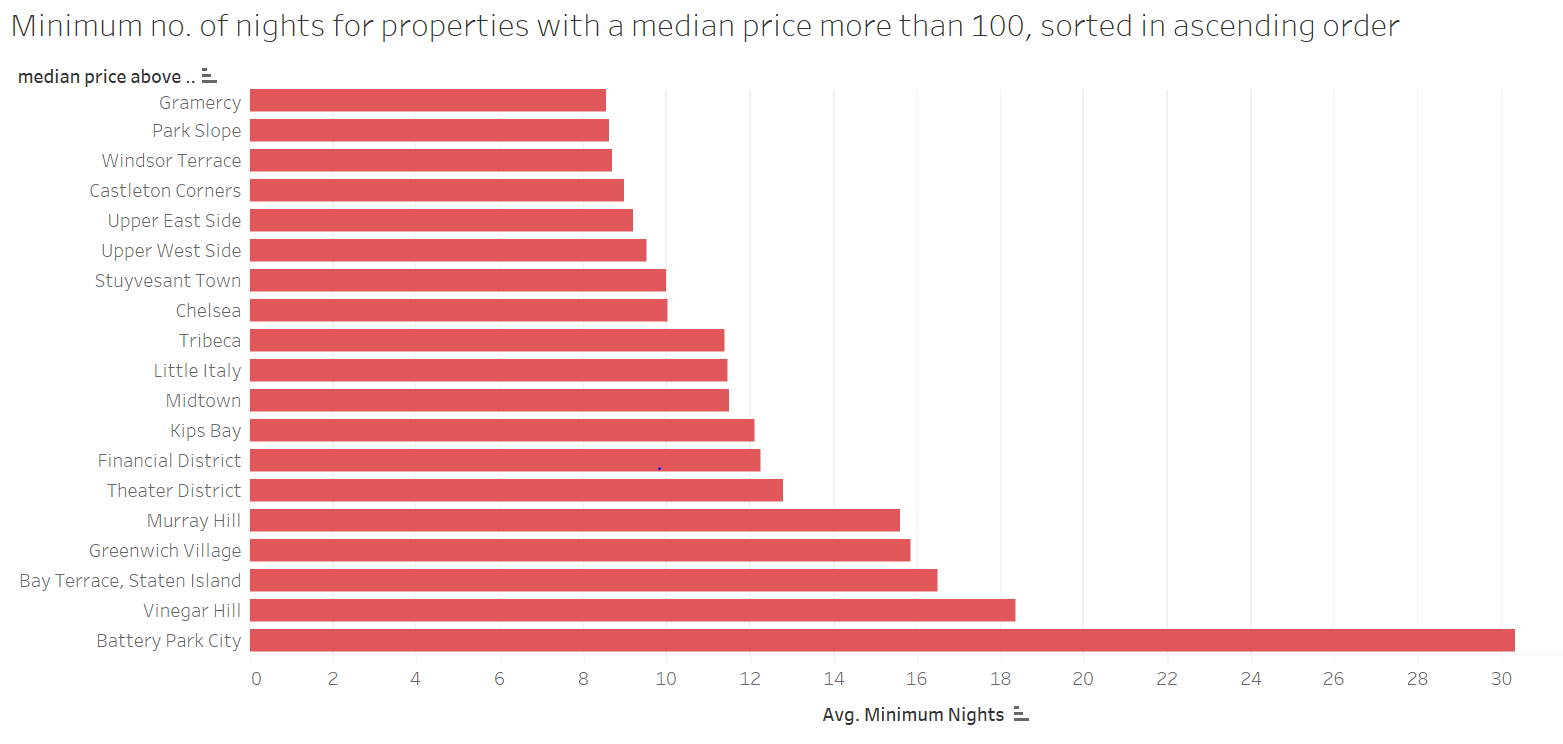 Minimum no. of nights for properties with a median price more than 100, sorted in ascending order
median price above ..
Gramercy
Park Slope
Windsor Terrace
Castleton Corners
Upper East Side
Upper West Side
Stuyvesant Town
Chelsea
Tribeca
Little Italy
Midtown
Kips Bay
Financial District
Theater District
Murray Hill
Greenwich Village
Bay Terrace, Staten Island
Vinegar Hill
Battery Park City
0 2 4 6 8 10 12 14 16 18 20 22 24 26 28 30
Avg. Minimum Nights